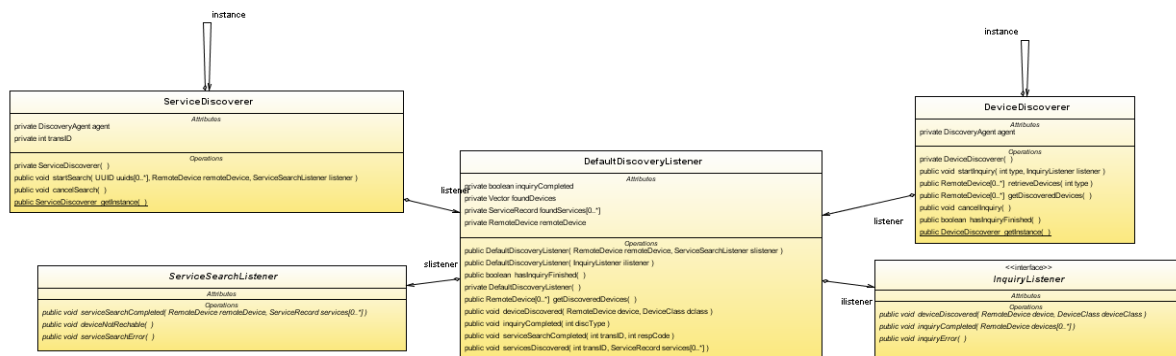 instance
ServiceDiscoverer
Attributes
private DiscoveryAgent agent
private int transID
Operations
private ServiceDiscoverer( )
public void startSearch( UUID uuids[0..*], RemoteDevice remoteDevice, ServiceSearchListener listener )
public void cancelSearch( )
public ServiceDiscoverer getInstance( )
listener
instance
DeviceDiscoverer
Attributes
private DiscoveryAgent agent
Operations
private DeviceDiscoverer( )
public void startInquiry( int type, InquiryListener listener )
public RemoteDevice[0..*] retrieveDevices( int type )
public RemoteDevice[0..*] getDiscoveredDevices( )
public void cancelInquiry( )
public boolean hasInquiryFinished( )
public DeviceDiscoverer getInstance( )
listener
DefaultDiscoveryListener
Attributes
private boolean inquiryCompleted
private Vector foundDevices
private ServiceRecord foundServices[0..*]
private RemoteDevice remoteDevice
Operations
public DefaultDiscoveryListener( RemoteDevice remoteDevice, ServiceSearchListener slistener )
public DefaultDiscoveryListener( InquiryListener ilistener )
public boolean hasInquiryFinished( )
private DefaultDiscoveryListener( )
public RemoteDevice[0..*] getDiscoveredDevices( )
public void deviceDiscovered( RemoteDevice device, DeviceClass dclass )
public void inquiryCompleted( int discType )
public void serviceSearchCompleted( int transID, int respCode )
public void servicesDiscovered( int transID, ServiceRecord services[0..*] )
slistener
ServiceSearchListener
Attributes
Operations
public void serviceSearchCompleted( RemoteDevice remoteDevice, ServiceRecord services[0..*] )
public void deviceNotRechable( )
public void serviceSearchError( )
ilistener
<<interface>>
InquiryListener
Attributes
Operations
public void deviceDiscovered( RemoteDevice device, DeviceClass deviceClass )
public void inquiryCompleted( RemoteDevice devices[0..*] )
public void inquiryError( )